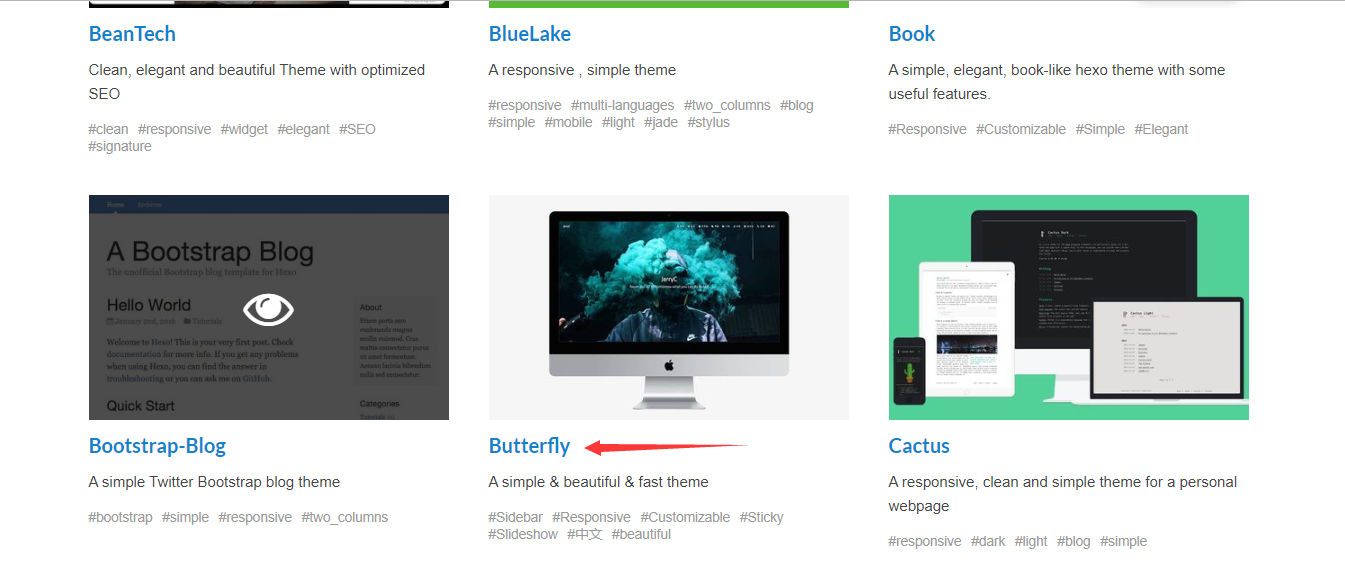 BeanTech
Clean, elegant and beautiful Theme with optimized
SEO
#clean #responsive #widget #elegant #SEO
#signature
BlueLake
A responsive , simple theme
#responsive #multi-languages #two_columns #blog
#simple #mobile #light #jade #stylus
Book
A simple, elegant, book-like hexo theme with some
useful features.
#Responsive #Customizable #Simple #Elegant
Home Archives
A Bootstrap Blog
The unofficial Bootstrap blog template for Hexo
Hello World
January 2nd, 2016 Tutorials
Welcome to Hexo! This is your very first post. Check
documentation for more info. If you get any problems
when using Hexo, you can find the answer in
troubleshooting or you can ask me on GitHub.
Quick Start
About
Etiam porta sem
malesuada magna
mollis euismod. Cras
mattis consectetur purus
sit amet fermentum.
Aenean lacinia bibendum
nulla sed consectetur.
Categories
Tutorials
Bootstrap-Blog
A simple Twitter Bootstrap blog theme
#bootstrap #simple #responsive #two_columns
JerryC
Butterfly
A simple & beautiful & fast theme
#Sidebar #Responsive #Customizable #Sticky
#Slideshow #中文 #beautiful
Cactus Dark
Cactus Light
Cactus
A responsive, clean and simple theme for a personal
webpage
#responsive #dark #light #blog #simple